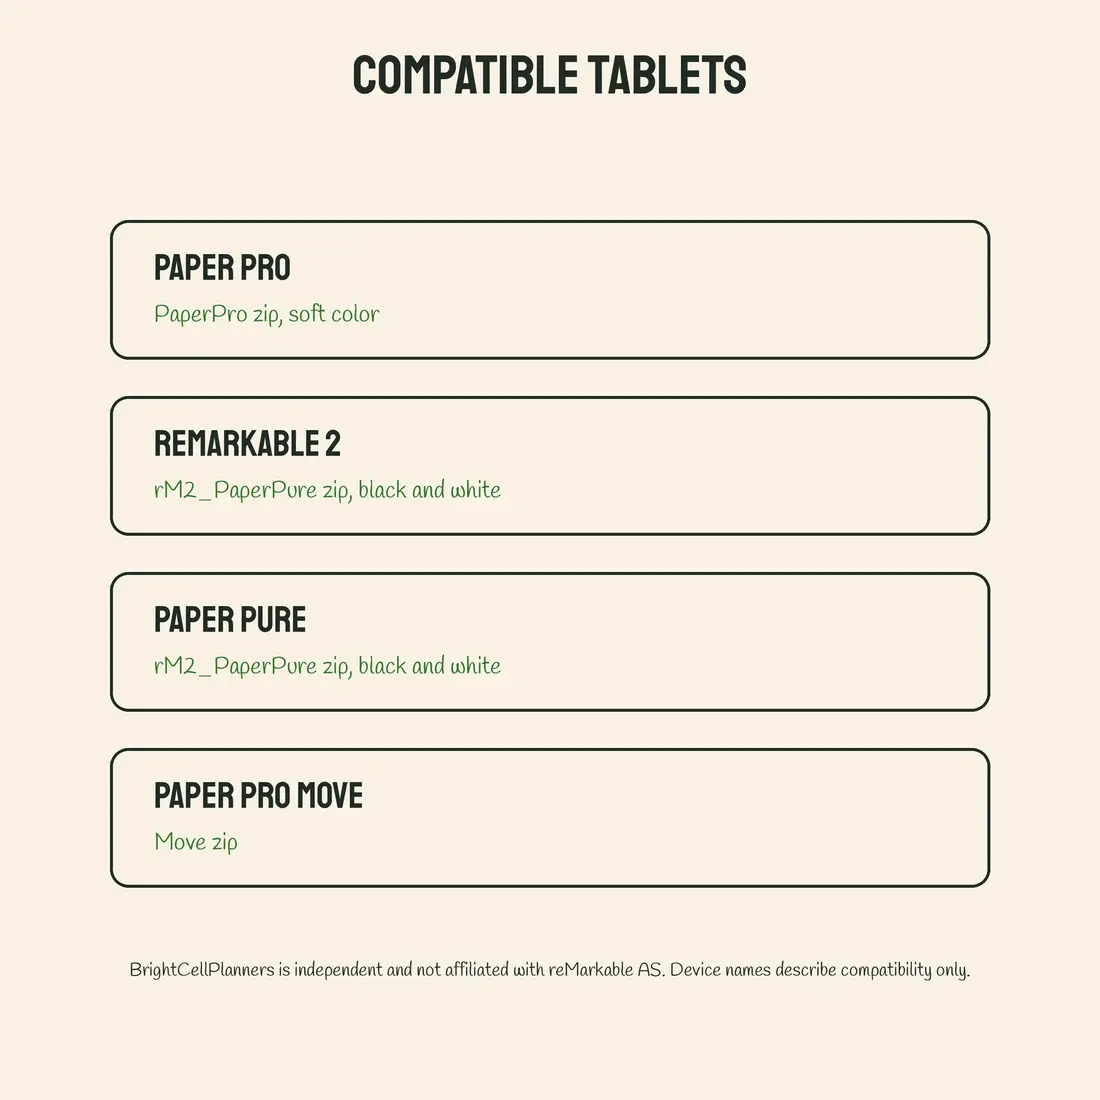 COMPATIBLE TABLETS
PAPER PRO
PaperPro zip, soft color
REMARKABLE 2
rM2_PaperPure zip, black and white
PAPER PURE
rM2_PaperPure zip, black and white
PAPER PRO MOVE
Move zip
BrightCellPlanners is independent and not affiliated with reMarkable AS. Device names describe compatibility only.